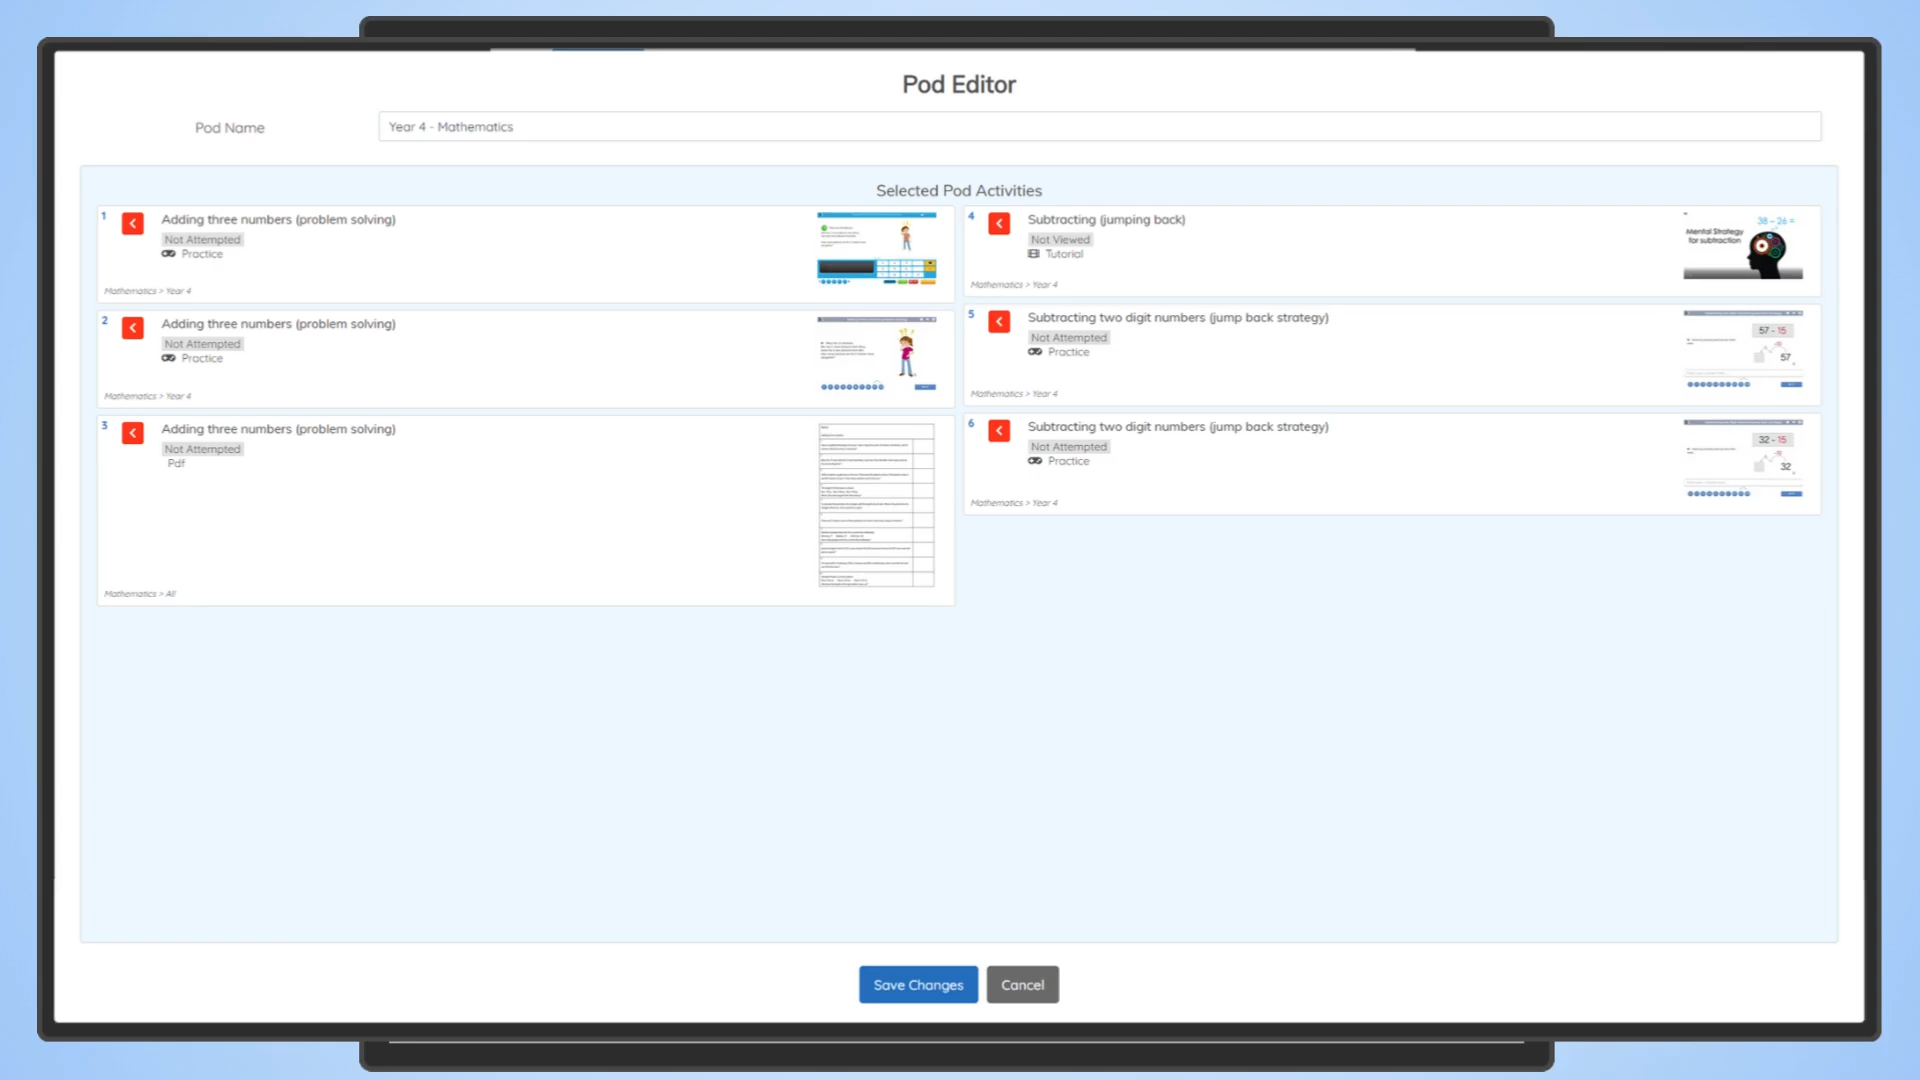 Pod Editor
Pod Name
Year 4 - Mathematics
Selected Pod Activities
1
Adding three numbers (problem solving)
Not Attempted
Practice
Mathematics > Year 4
2
Adding three numbers (problem solving)
Not Attempted
Practice
Mathematics > Year 4
3
Adding three numbers (problem solving)
Not Attempted
Pdf
Mathematics > All
4
Subtracting (jumping back)
Not Viewed
Tutorial
38 - 26 =
Mental Strategy
for subtraction
Mathematics > Year 4
5
Subtracting two digit numbers (jump back strategy)
Not Attempted
Practice
57 - 15
57
Mathematics > Year 4
6
Subtracting two digit numbers (jump back strategy)
Not Attempted
Practice
32 - 15
32
Mathematics > Year 4
Save Changes
Cancel